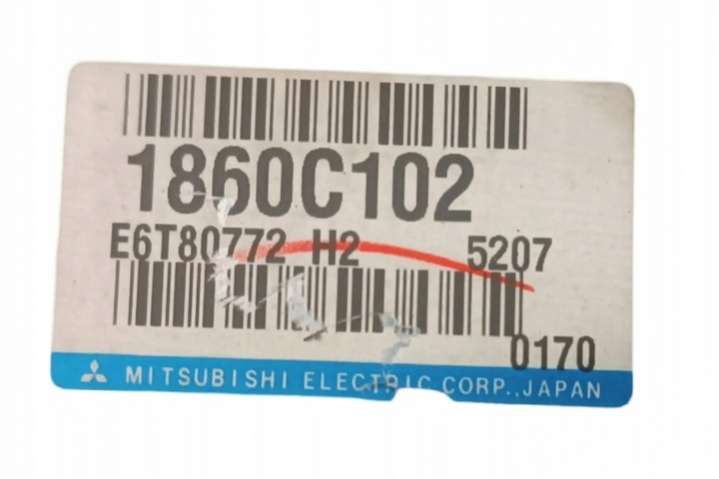 1860C102
E6T80772 H2 5207
0170
MITSUBISHI ELECTRIC CORP.,JAPAN